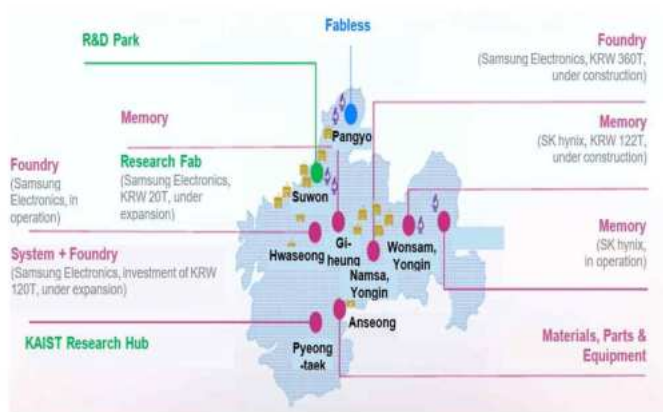 Fabless
R&D Park
Foundry
(Samsung Electronics, KRW 360T,
under construction)
Memory
Pangyo
Memory
(SK hynix, KRW 122T,
under construction)
Foundry
(Samsung
Electronics, in
operation)
Research Fab
(Samsung Electronics,
KRW 20T, under
expansion)
Suwon
Hwaseong
Gi-
heung
Wonsam,
Yongin
Namsa,
Yongin
Memory
(SK hynix,
in operation)
System + Foundry
(Samsung Electronics, investment of KRW
120T, under expansion)
Anseong
KAIST Research Hub
Pyeong
-taek
Materials, Parts &
Equipment